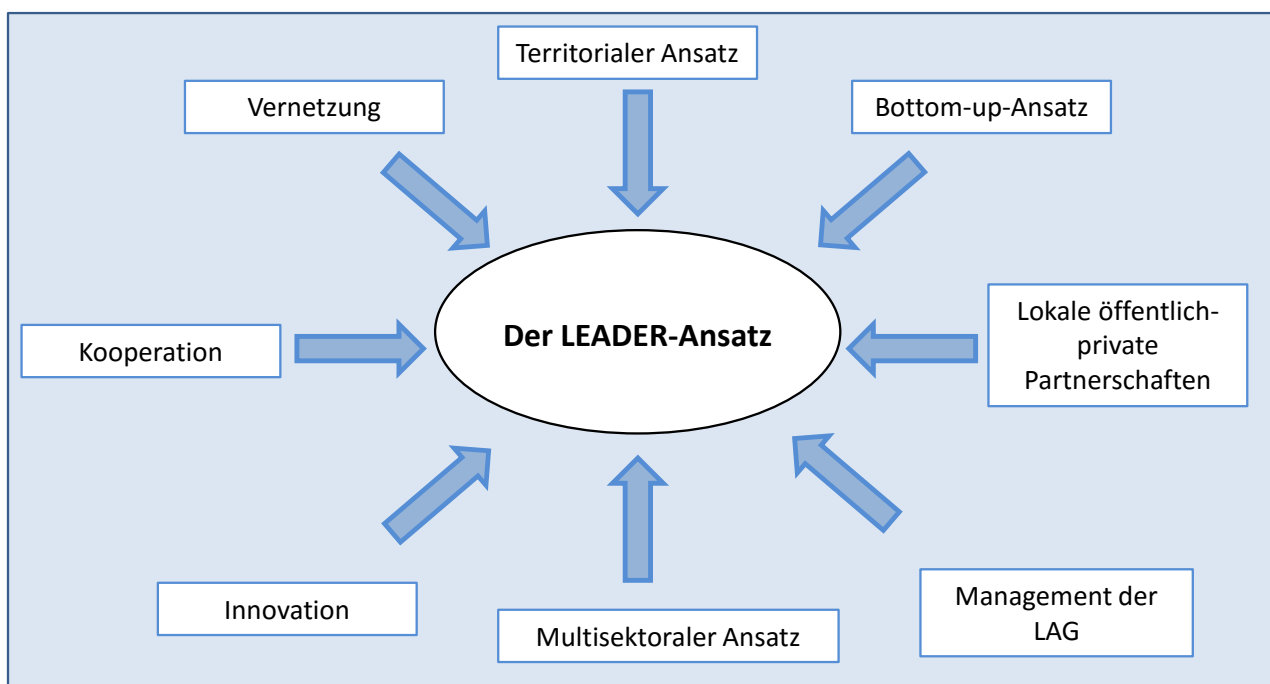 Territorialer Ansatz
Vernetzung
Bottom-up-Ansatz
Der LEADER-Ansatz
Lokale öffentlich-
private
Partnerschaften
Kooperation
Innovation
Multisektoraler Ansatz
Management der
LAG